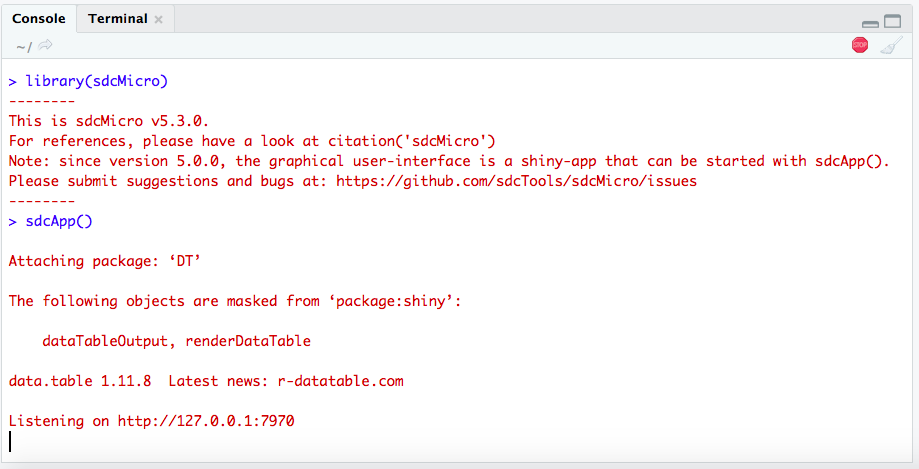 Console Terminal ×
~/
STOP
> library(sdcMicro)
--------
This is sdcMicro v5.3.0.
For references, please have a look at citation('sdcMicro')
Note: since version 5.0.0, the graphical user-interface is a shiny-app that can be started with sdcApp().
Please submit suggestions and bugs at: https://github.com/sdcTools/sdcMicro/issues
--------
> sdcApp()
Attaching package: ‘DT’
The following objects are masked from ‘package:shiny’:
dataTableOutput, renderDataTable
data.table 1.11.8  Latest news: r-datatable.com
Listening on http://127.0.0.1:7970